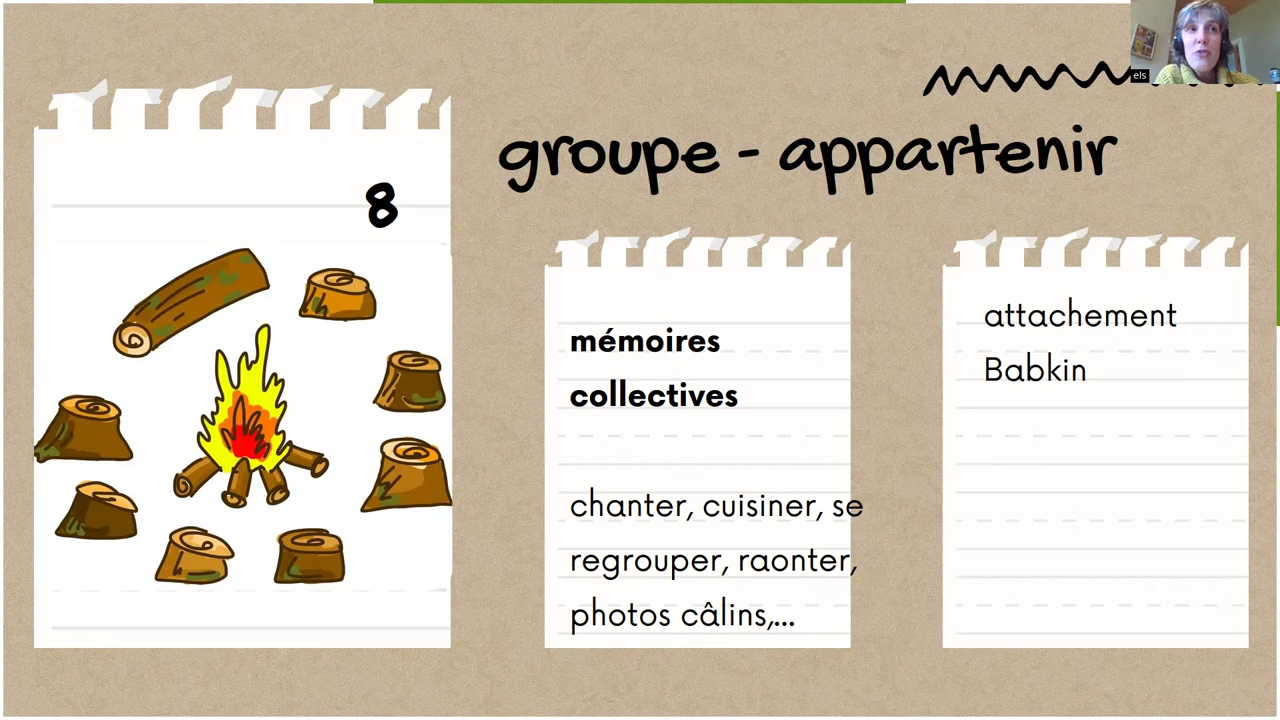 els
groupe - appartenir
8
mémoires
collectives
chanter, cuisiner, se
regrouper, raonter,
photos câlins,...
attachement
Babkin